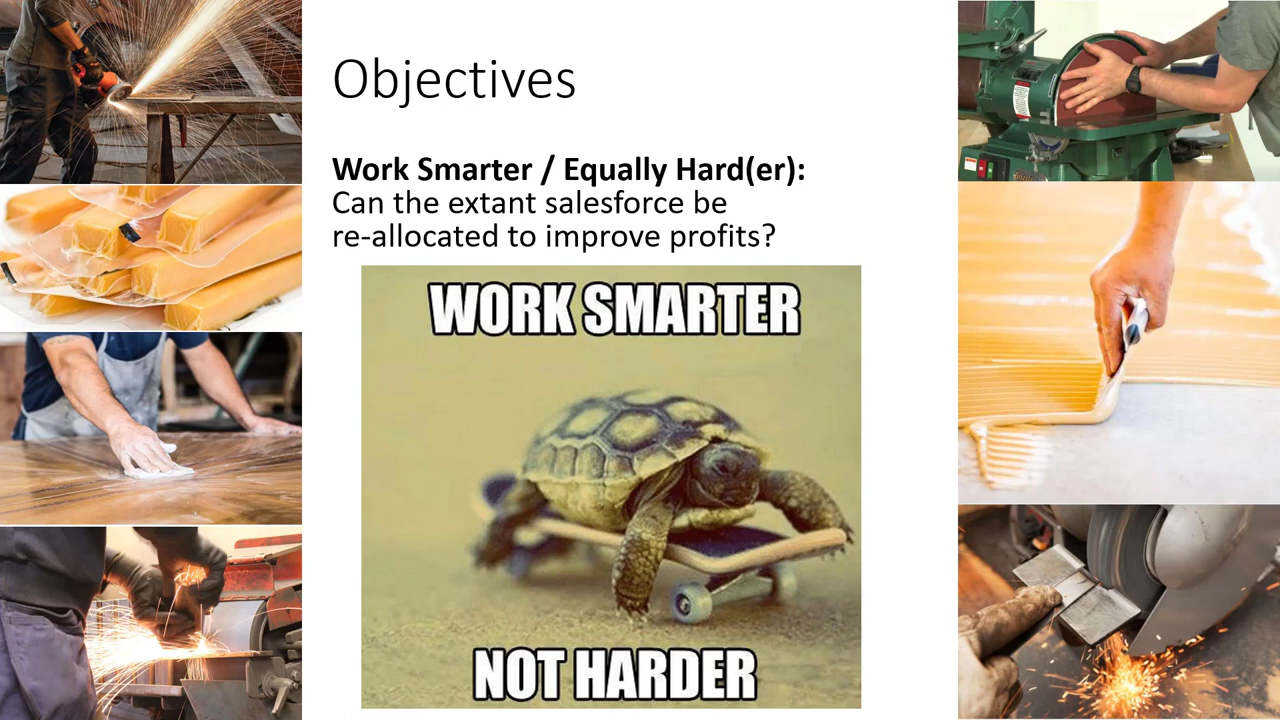 Objectives
Work Smarter / Equally Hard(er):
Can the extant salesforce be
re-allocated to improve profits?
WORK SMARTER
NOT HARDER